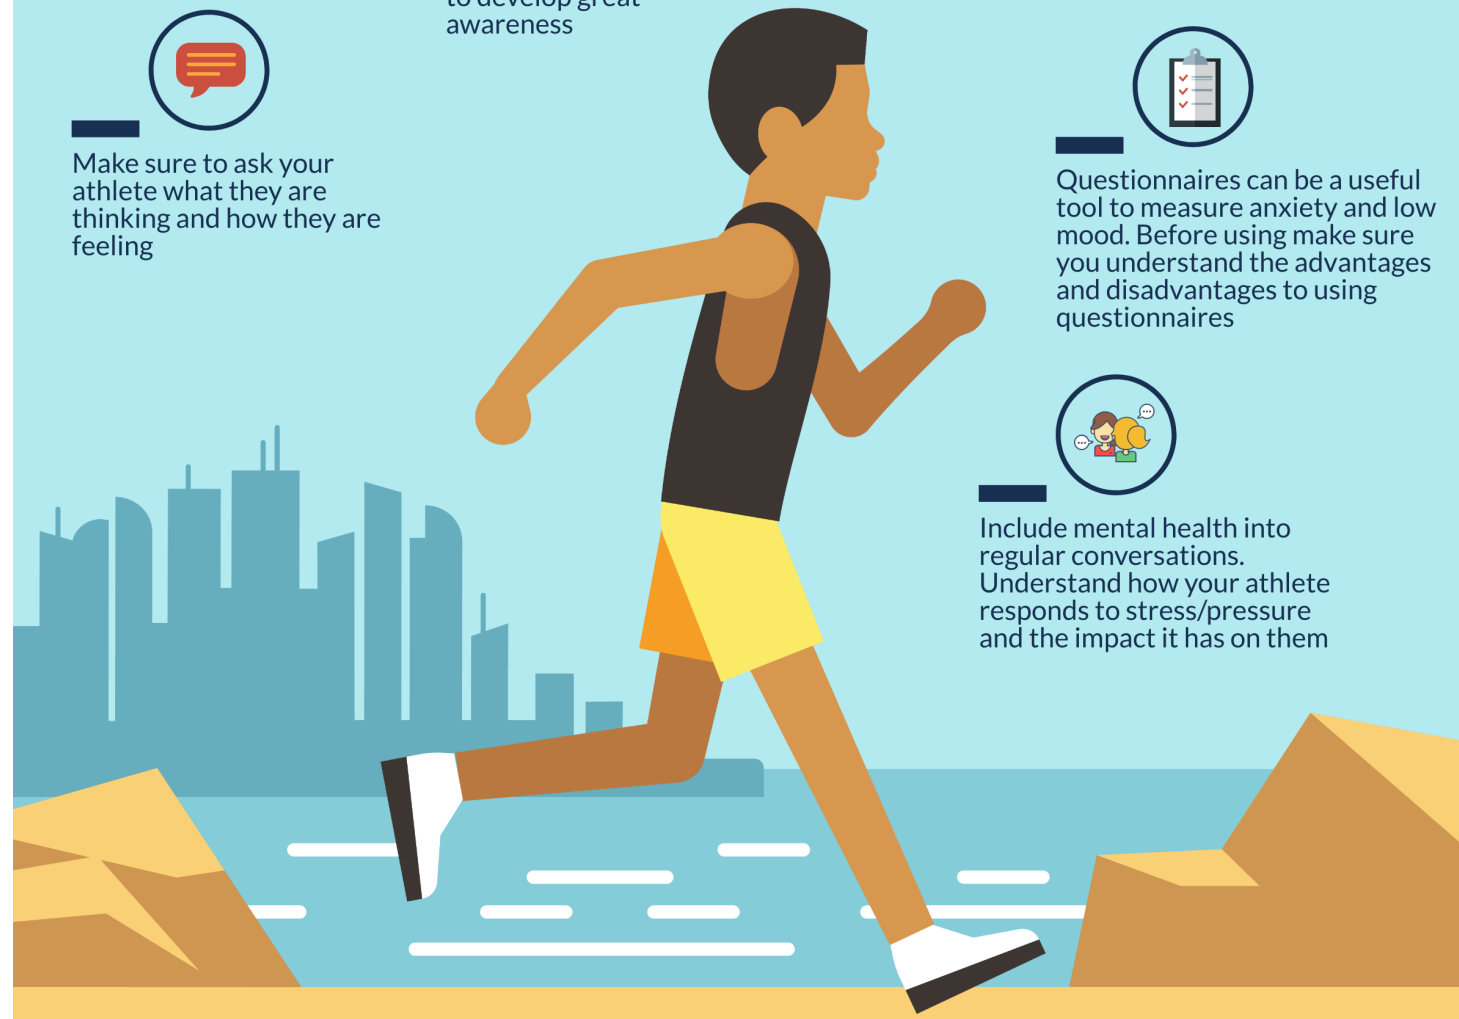 to develop great
awareness
Make sure to ask your
athlete what they are
thinking and how they are
feeling
Questionnaires can be a useful
tool to measure anxiety and low
mood. Before using make sure
you understand the advantages
and disadvantages to using
questionnaires
Include mental health into
regular conversations.
Understand how your athlete
responds to stress/pressure
and the impact it has on them